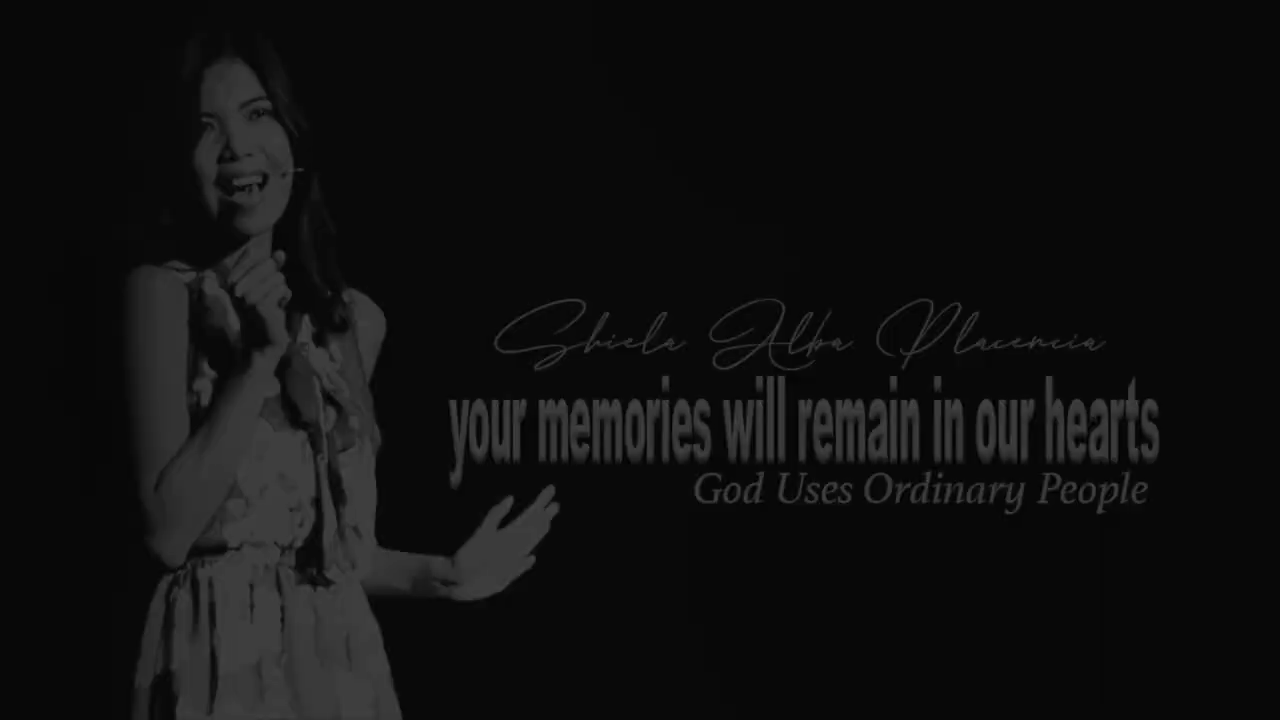 Shiela Alba Placencia
your memories will remain in our hearts
God Uses Ordinary People